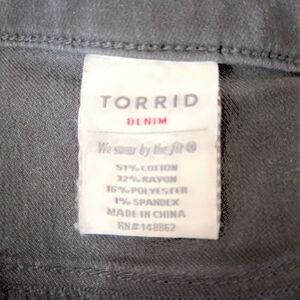 TORRID
DENIM
We swear by the fit ®
51% COTTON
32% RAYON
16% POLYESTER
1% SPANDEX
MADE IN CHINA
RN# 148862